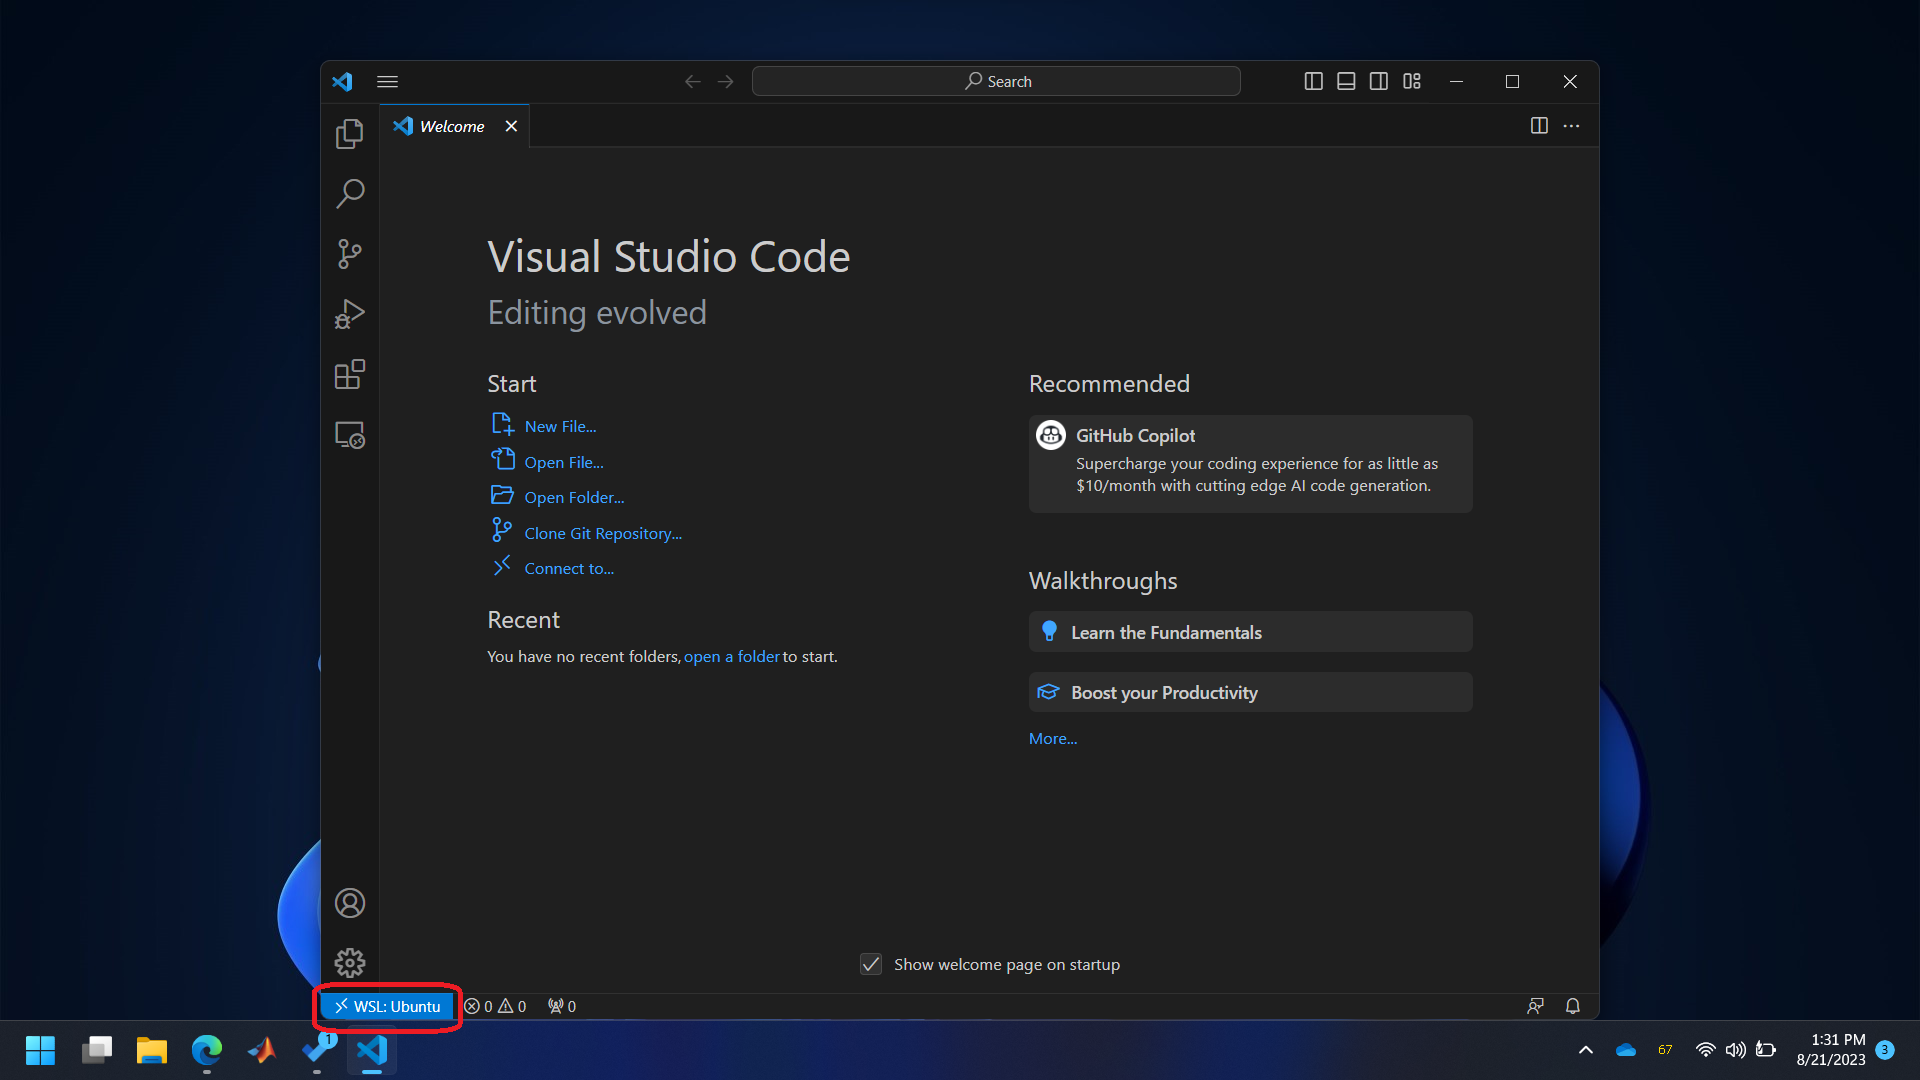 Search
Welcome
Visual Studio Code
Editing evolved
Start
New File...
Open File...
Open Folder...
Clone Git Repository...
Connect to...
Recent
You have no recent folders, open a folder to start.
Recommended
GitHub Copilot
Supercharge your coding experience for as little as
$10/month with cutting edge AI code generation.
Walkthroughs
Learn the Fundamentals
Boost your Productivity
More...
Show welcome page on startup
WSL: Ubuntu 0 0 0
1
67
1:31 PM
8/21/2023
3